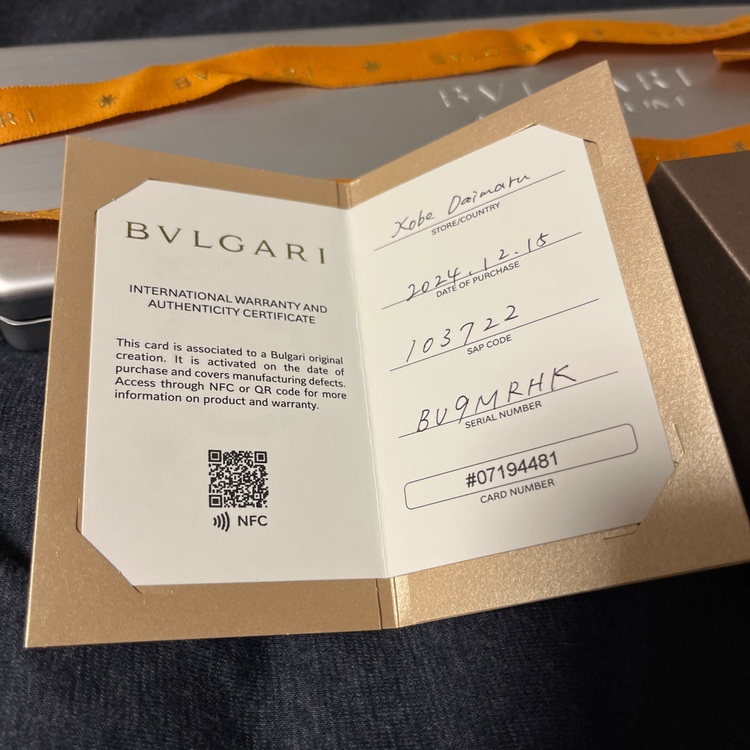 BVLGARI
BVLGARI
INTERNATIONAL WARRANTY AND
AUTHENTICITY CERTIFICATE
This card is associated to a Bulgari original
creation. It is activated on the date of
purchase and covers manufacturing defects.
Access through NFC or QR code for more
information on product and warranty.
NFC
Kobe Daimaru
STORE/COUNTRY
2024.12.15
DATE OF PURCHASE
103722
SAP CODE
BV9MRHK
SERIAL NUMBER
#07194481
CARD NUMBER